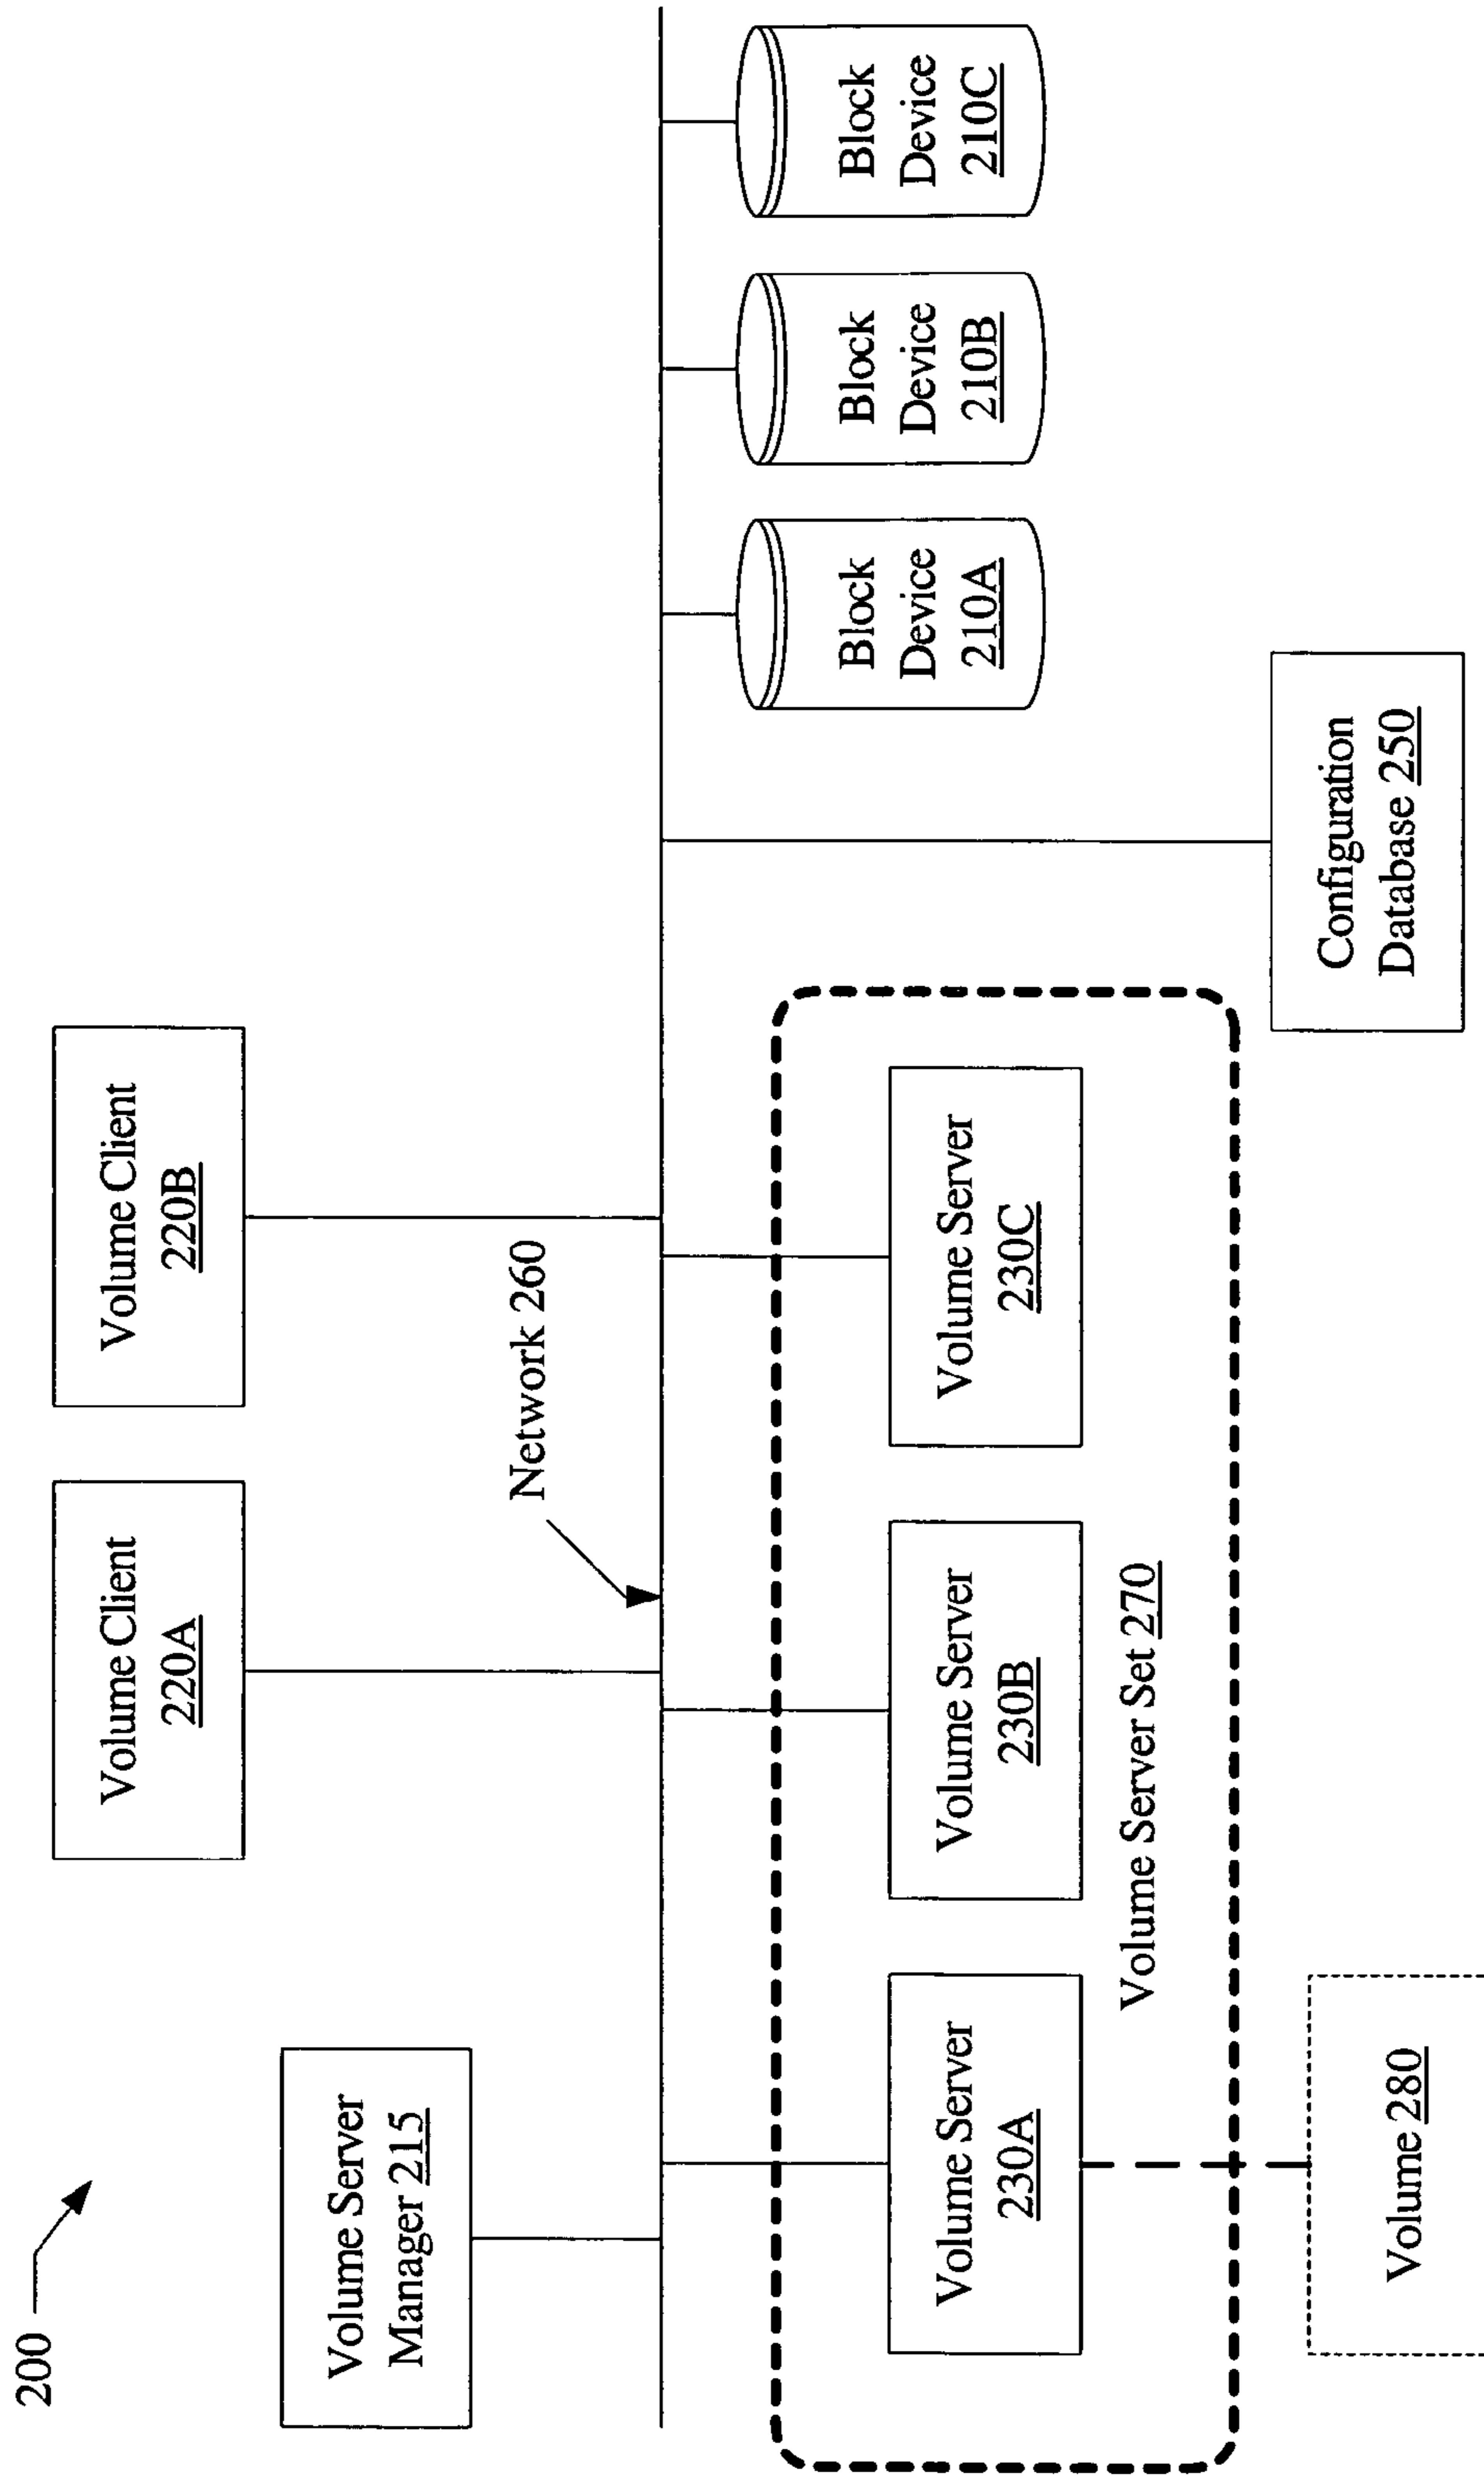 200
Volume Client
220A
Volume Client
220B
Volume Server
Manager 215
Network 260
Block
Device
210A
Block
Device
210B
Block
Device
210C
Volume Server
230A
Volume Server
230B
Volume Server
230C
Volume Server Set 270
Configuration
Database 250
Volume 280